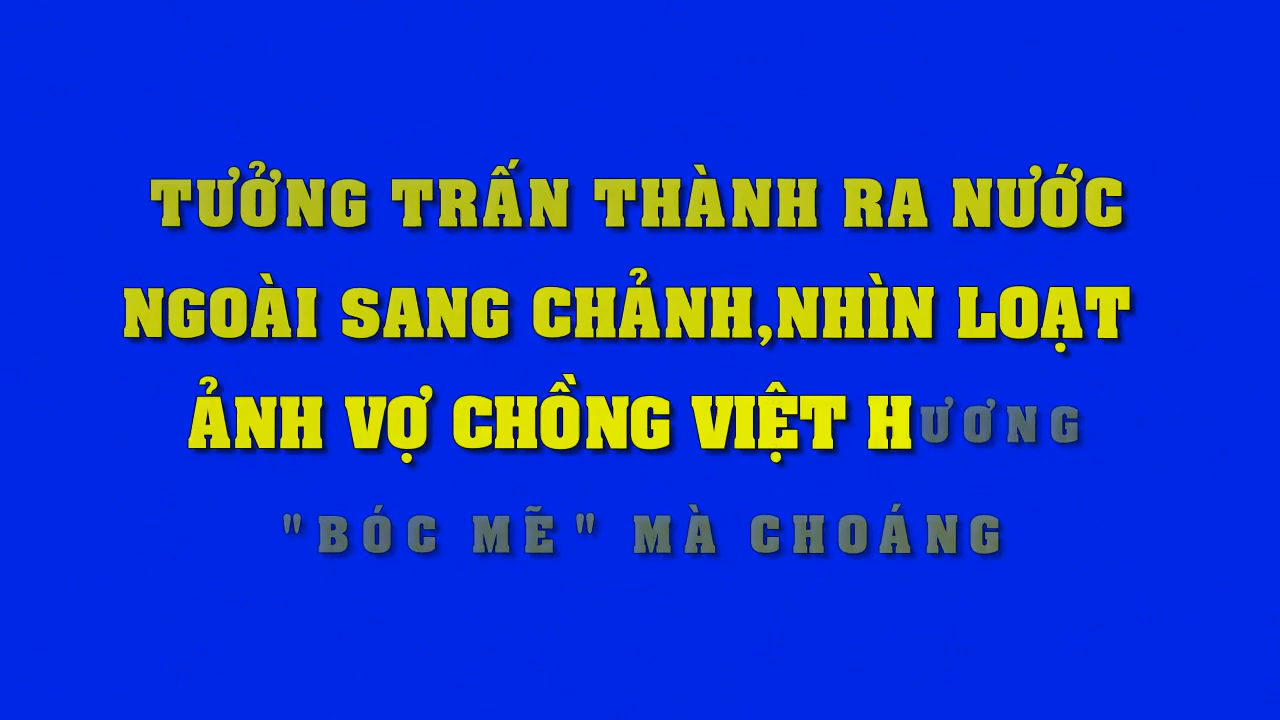 TƯỞNG TRẤN THÀNH RA NƯỚC
NGOÀI SANG CHẢNH,NHÌN LOẠT
ẢNH VỢ CHỒNG VIỆT HƯƠNG
"BÓC MẼ" MÀ CHOÁNG